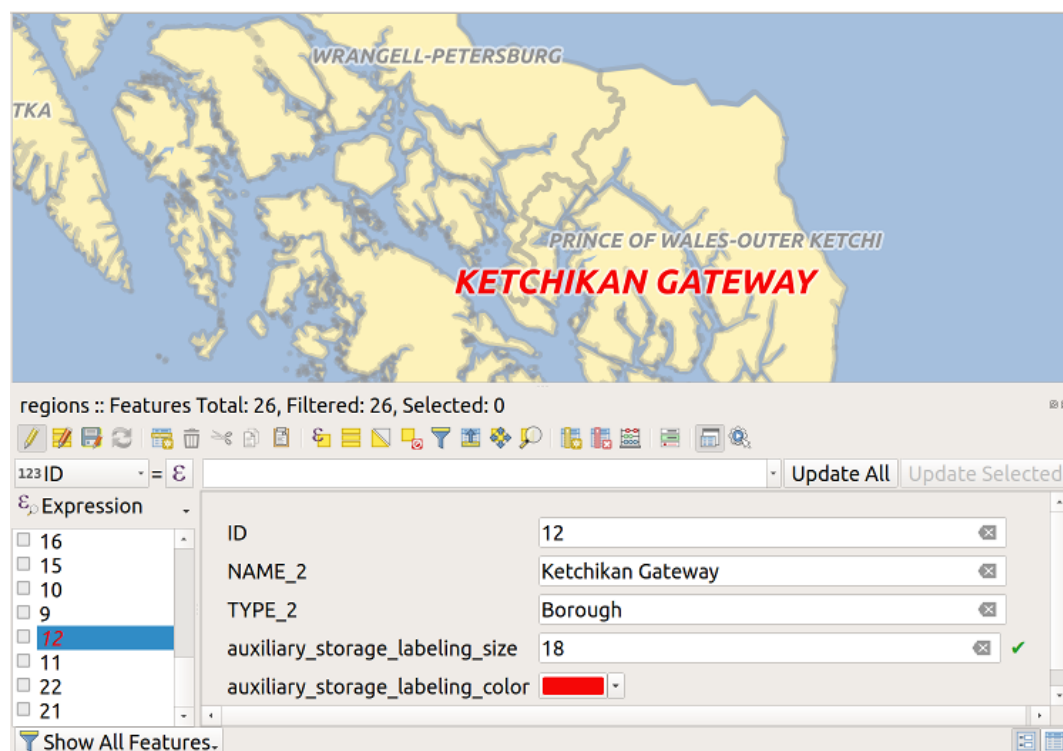 WRANGELL-PETERSBURG
TKA
PRINCE OF WALES-OUTER KETCHI
KETCHIKAN GATEWAY
regions :: Features Total: 26, Filtered: 26, Selected: 0
123 ID = ε Update All Update Selected
Expression
16
15
10
9
12
11
22
21
ID 12
NAME_2 Ketchikan Gateway
TYPE_2 Borough
auxiliary_storage_labeling_size 18
auxiliary_storage_labeling_color
Show All Features